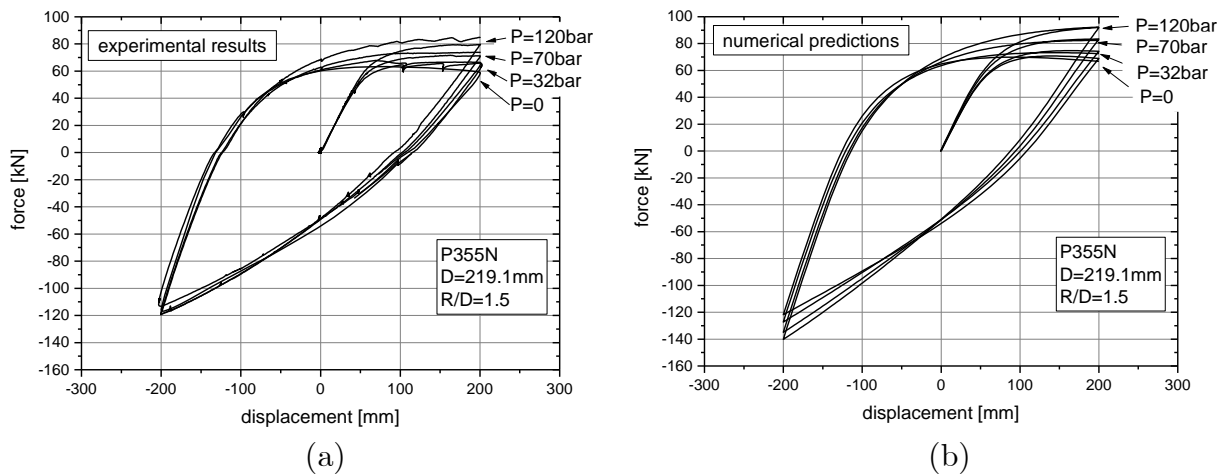 experimental results
P=120bar
P=70bar
P=32bar
P=0
100
80
60
40
20
0
-20
-40
-60
-80
-100
-120
-140
-160
force [kN]
P355N
D=219.1mm
R/D=1.5
-300 -200 -100 0 100 200 300
displacement [mm]
(a)
numerical predictions
P=120bar
P=70bar
P=32bar
P=0
100
80
60
40
20
0
-20
-40
-60
-80
-100
-120
-140
-160
force [kN]
P355N
D=219.1mm
R/D=1.5
-300 -200 -100 0 100 200 300
displacement [mm]
(b)